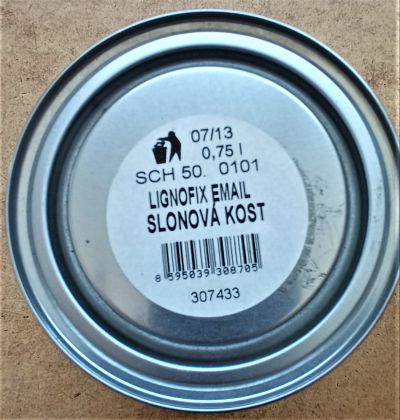 07/13
0,75 l
SCH 50. 0101
LIGNOFIX EMAIL
SLONOVÁ KOST
8 595039 308705
307433